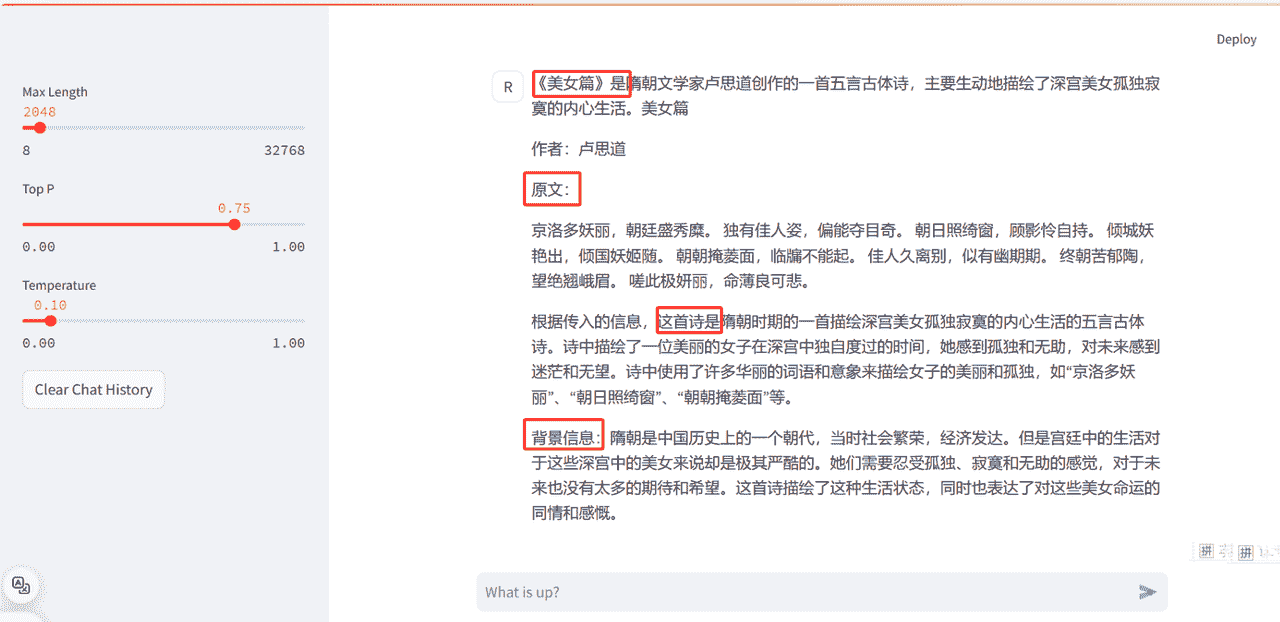 Deploy
Max Length
2048
8 32768
Top P
0.75
0.00 1.00
Temperature
0.10
0.00 1.00
Clear Chat History
R
《美女篇》是隋朝文学家卢思道创作的一首五言古体诗，主要生动地描绘了深宫美女孤独寂
寞的内心生活。美女篇
作者：卢思道
原文：
京洛多妖丽，朝廷盛秀糜。 独有佳人姿，偏能夺目奇。 朝日照绮窗，顾影怜自持。 倾城妖
艳出，倾国妖姬随。 朝朝掩菱面，临牖不能起。 佳人久离别，似有幽期期。 终朝苦郁陶，
望绝翘峨眉。 嗟此极妍丽，命薄良可悲。
根据传入的信息，这首诗是隋朝时期的一首描绘深宫美女孤独寂寞的内心生活的五言古体
诗。诗中描绘了一位美丽的女子在深宫中独自度过的时间，她感到孤独和无助，对未来感到
迷茫和无望。诗中使用了许多华丽的词语和意象来描绘女子的美丽和孤独，如“京洛多妖
丽”、“朝日照绮窗”、“朝朝掩菱面”等。
背景信息：隋朝是中国历史上的一个朝代，当时社会繁荣，经济发达。但是宫廷中的生活对
于这些深宫中的美女来说却是极其严酷的。她们需要忍受孤独、寂寞和无助的感觉，对于未
来也没有太多的期待和希望。这首诗描绘了这种生活状态，同时也表达了对这些美女命运的
同情和感慨。
拼 拼
What is up?